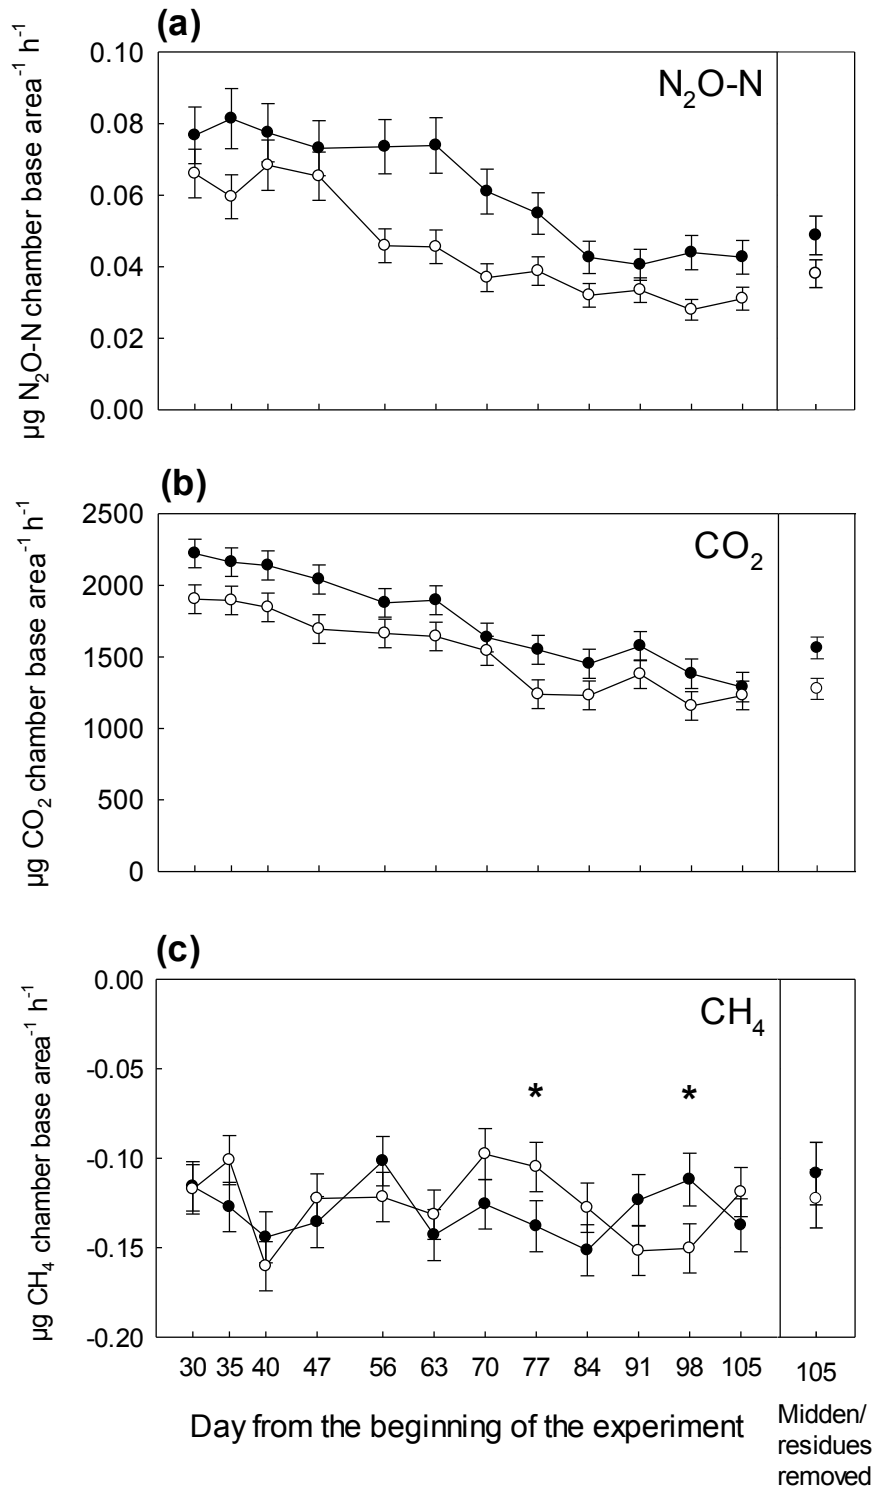 (a)
N₂O-N
µg N₂O-N chamber base area⁻¹ h⁻¹
0.10
0.08
0.06
0.04
0.02
0.00
(b)
CO₂
µg CO₂ chamber base area⁻¹ h⁻¹
2500
2000
1500
1000
500
0
(c)
CH₄
µg CH₄ chamber base area⁻¹ h⁻¹
0.00
-0.05
* *
-0.10
-0.15
-0.20
30 35 40 47 56 63 70 77 84 91 98 105 105
Day from the beginning of the experiment
Midden/
residues
removed